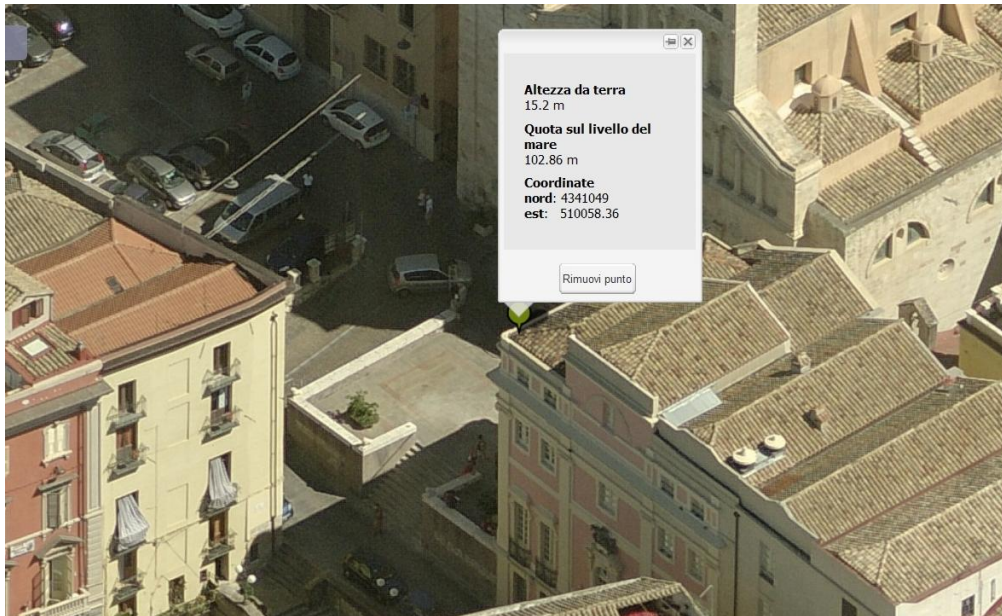 Altezza da terra
15.2 m
Quota sul livello del
mare
102.86 m
Coordinate
nord: 4341049
est: 510058.36
Rimuovi punto